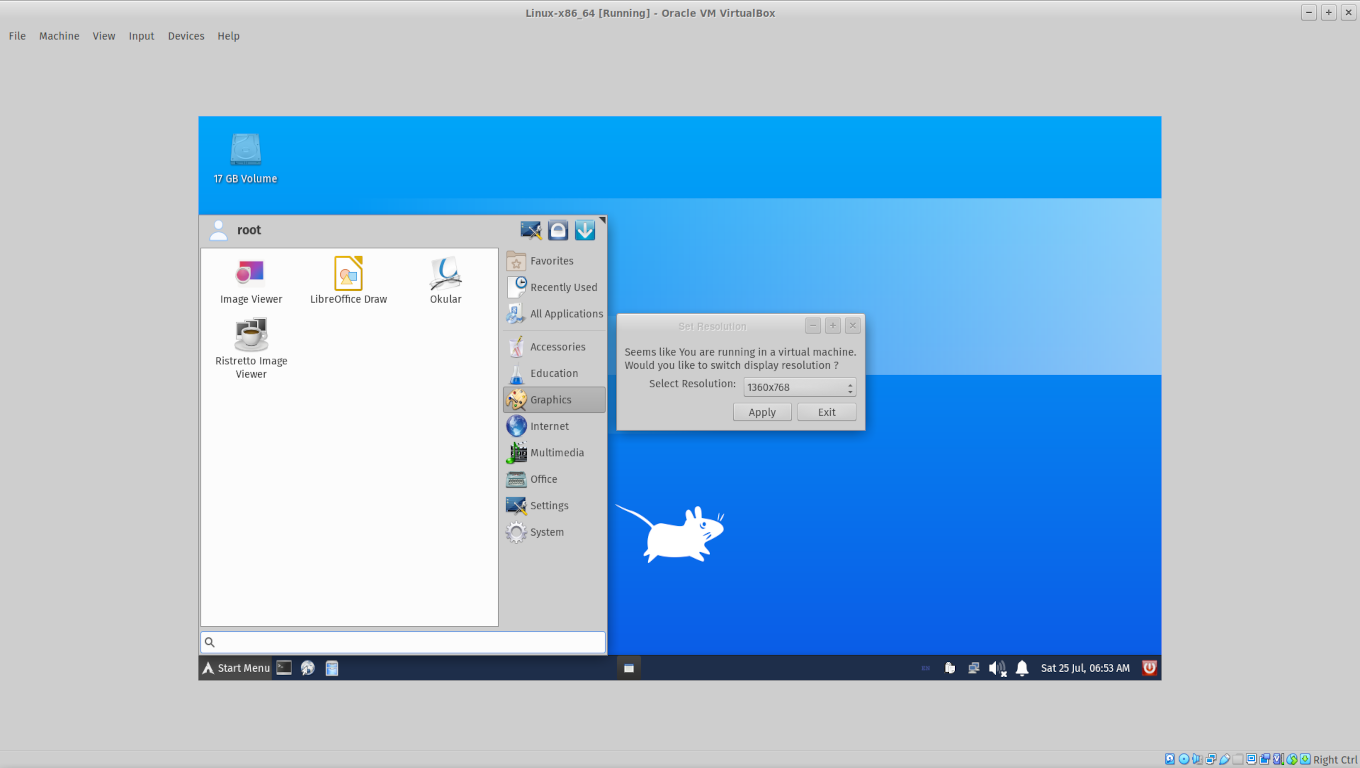 Linux-x86_64 [Running] - Oracle VM VirtualBox
File Machine View Input Devices Help
17 GB Volume
root
Image Viewer
LibreOffice Draw
Okular
Ristretto Image
Viewer
Favorites
Recently Used
All Applications
Accessories
Education
Graphics
Internet
Multimedia
Office
Settings
System
Set Resolution
Seems like You are running in a virtual machine.
Would you like to switch display resolution ?
Select Resolution: 1360x768
Apply Exit
Start Menu
Sat 25 Jul, 06:53 AM
Right Ctrl